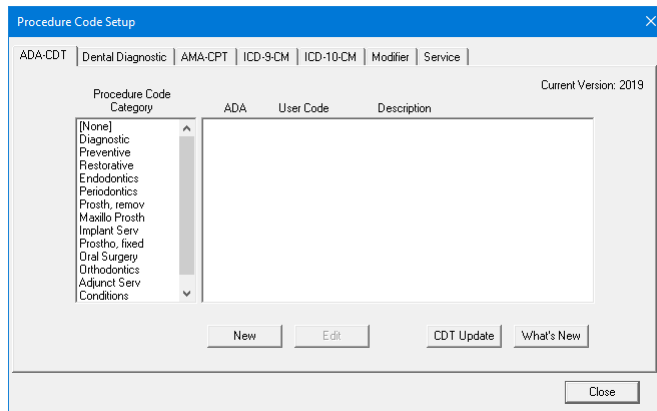 Procedure Code Setup
ADA-CDT Dental Diagnostic AMA-CPT ICD-9-CM ICD-10-CM Modifier Service
Current Version: 2019
Procedure Code
Category ADA User Code Description
[None]
Diagnostic
Preventive
Restorative
Endodontics
Periodontics
Prosth, remov
Maxillo Prosth
Implant Serv
Prostho, fixed
Oral Surgery
Orthodontics
Adjunct Serv
Conditions
New Edit CDT Update What's New
Close